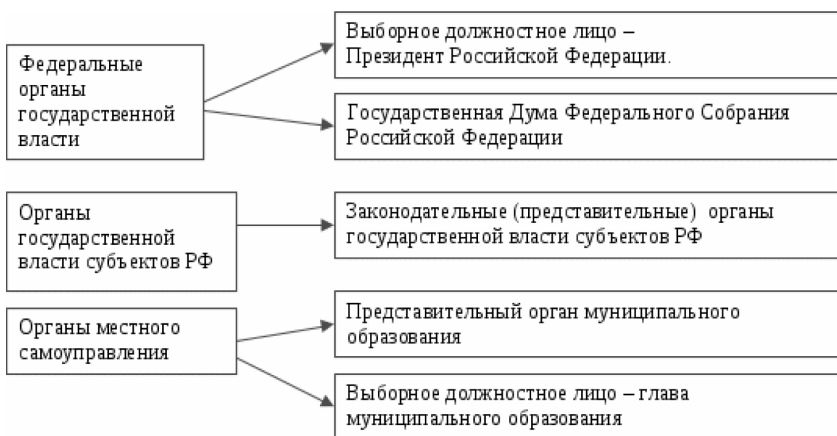 Федеральные
органы
государственной
власти
Выборное должностное лицо –
Президент Российской Федерации.
Государственная Дума Федерального Собрания
Российской Федерации
Органы
государственной
власти субъектов РФ
Законодательные (представительные) органы
государственной власти субъектов РФ
Органы местного
самоуправления
Представительный орган муниципального
образования
Выборное должностное лицо – глава
муниципального образования